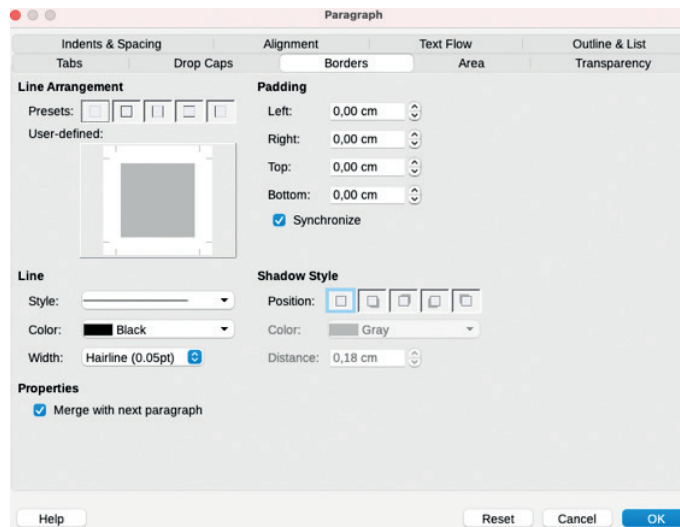 Paragraph
Indents & Spacing Alignment Text Flow Outline & List
Tabs Drop Caps Borders Area Transparency
Line Arrangement
Presets:
User-defined:
Padding
Left: 0,00 cm
Right: 0,00 cm
Top: 0,00 cm
Bottom: 0,00 cm
Synchronize
Line
Style:
Color: Black
Width: Hairline (0.05pt)
Shadow Style
Position:
Color: Gray
Distance: 0,18 cm
Properties
Merge with next paragraph
Help Reset Cancel OK